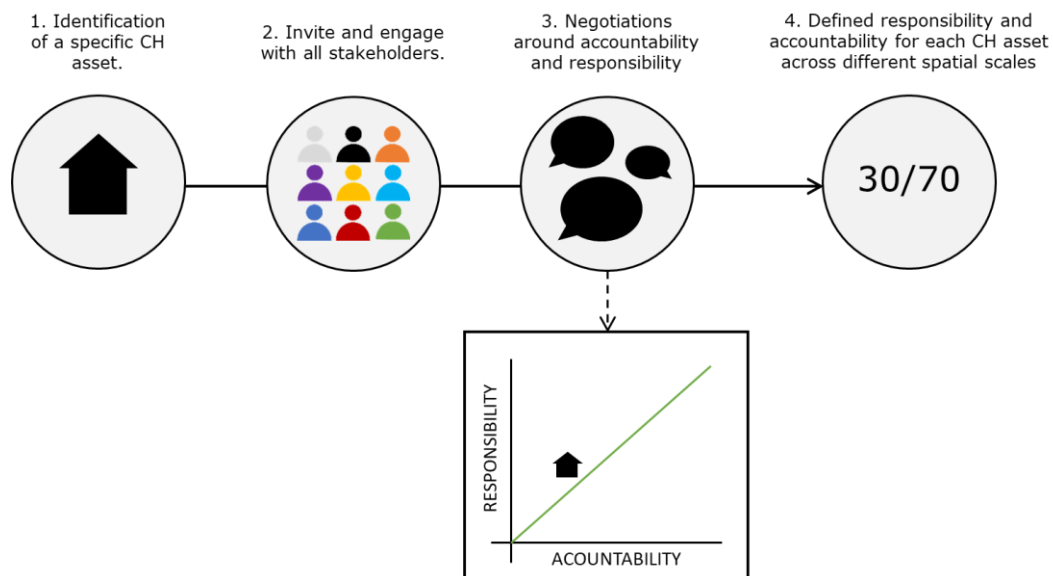 1. Identification
of a specific CH
asset.
2. Invite and engage
with all stakeholders.
3. Negotiations
around accountability
and responsibility
4. Defined responsibility and
accountability for each CH asset
across different spatial scales
30/70
RESPONSIBILITY
ACOUNTABILITY